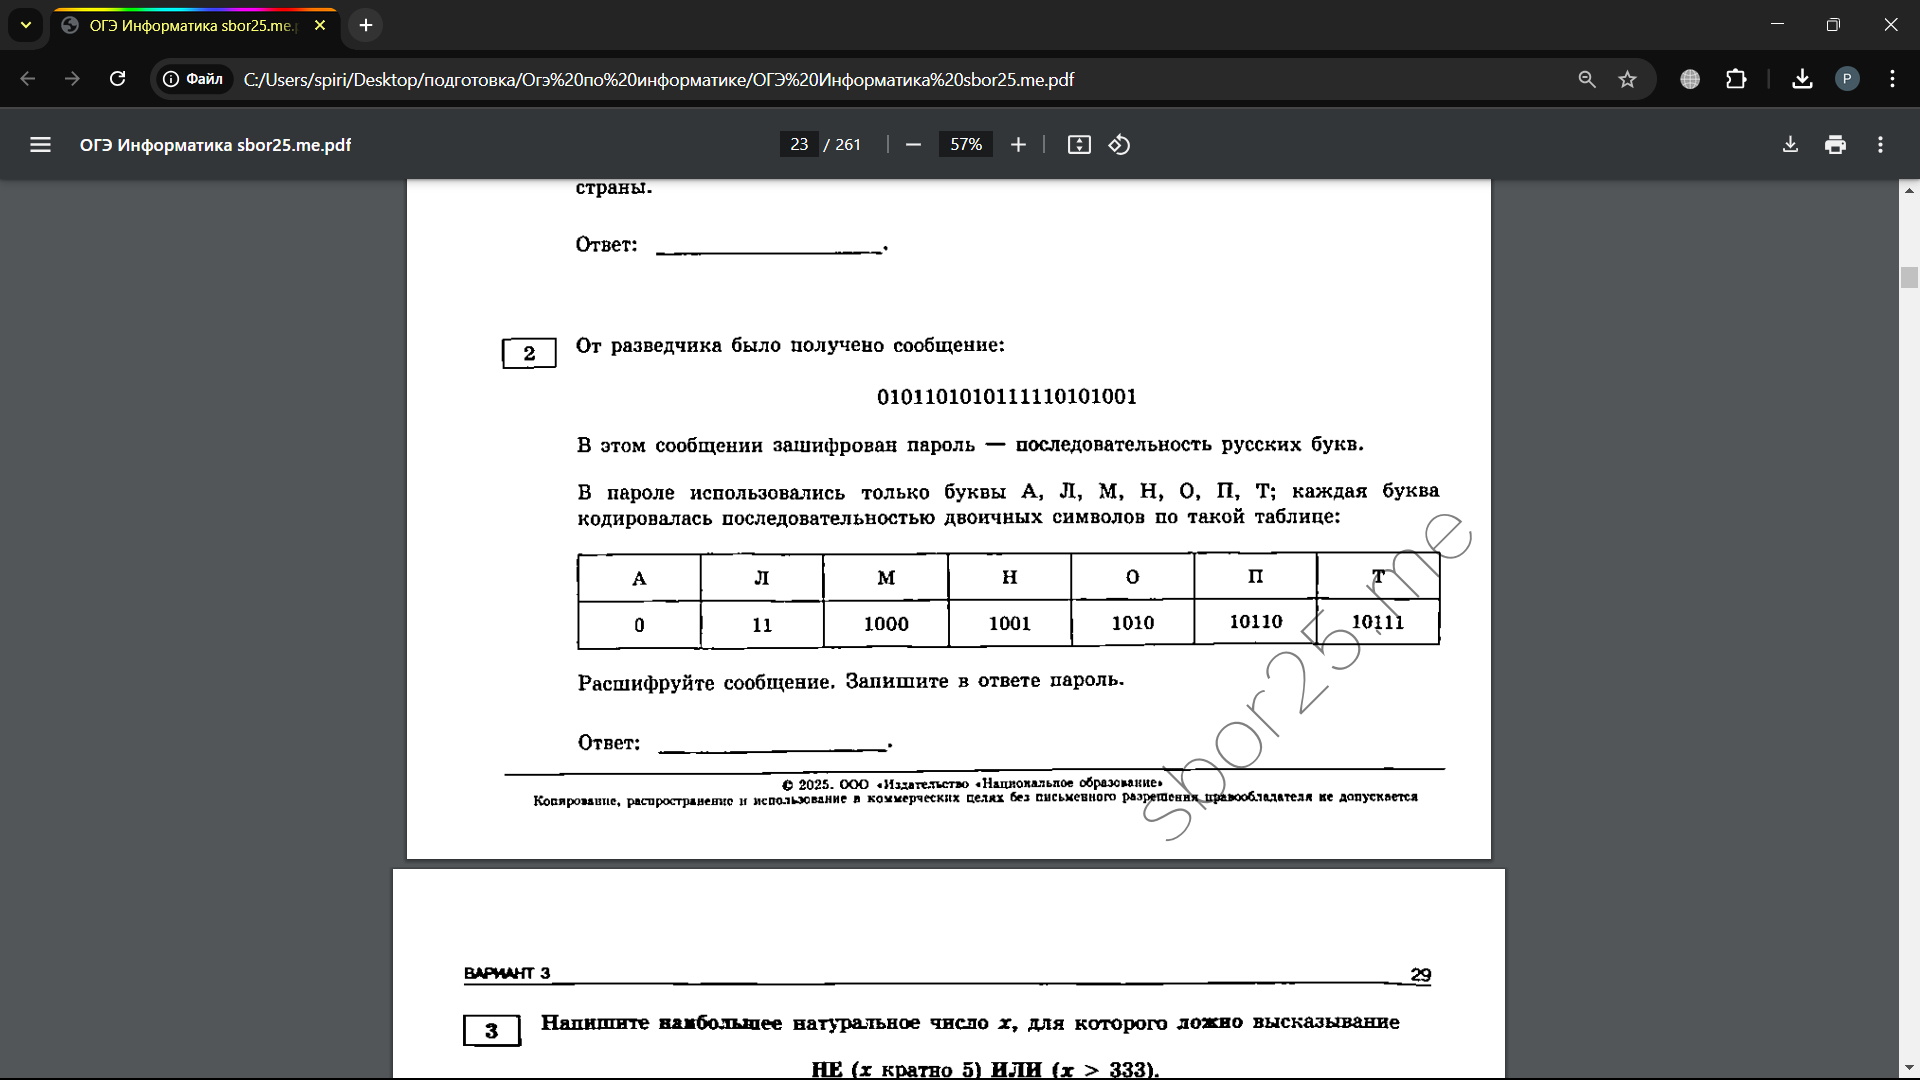 ОГЭ Информатика sbor25.me.p
Файл
C:/Users/spiri/Desktop/подготовка/Огэ%20по%20информатике/ОГЭ%20Информатика%20sbor25.me.pdf
P
ОГЭ Информатика sbor25.me.pdf
23 / 261
57%
страны.
Ответ: ____________.
2
От разведчика было получено сообщение:
0101101010111110101001
В этом сообщении зашифрован пароль — последовательность русских букв.
В пароле использовались только буквы А, Л, М, Н, О, П, Т; каждая буква
кодировалась последовательностью двоичных символов по такой таблице:
А Л М Н О П Т
0 11 1000 1001 1010 10110 10111
Расшифруйте сообщение. Запишите в ответе пароль.
Ответ: ____________.
© 2025. ООО «Издательство «Национальное образование»
Копирование, распространение и использование в коммерческих целях без письменного разрешения правообладателя не допускается
sbor25.me
ВАРИАНТ 3 29
3
Напишите наибольшее натуральное число x, для которого ложно высказывание
НЕ (x кратно 5) ИЛИ (x > 333).